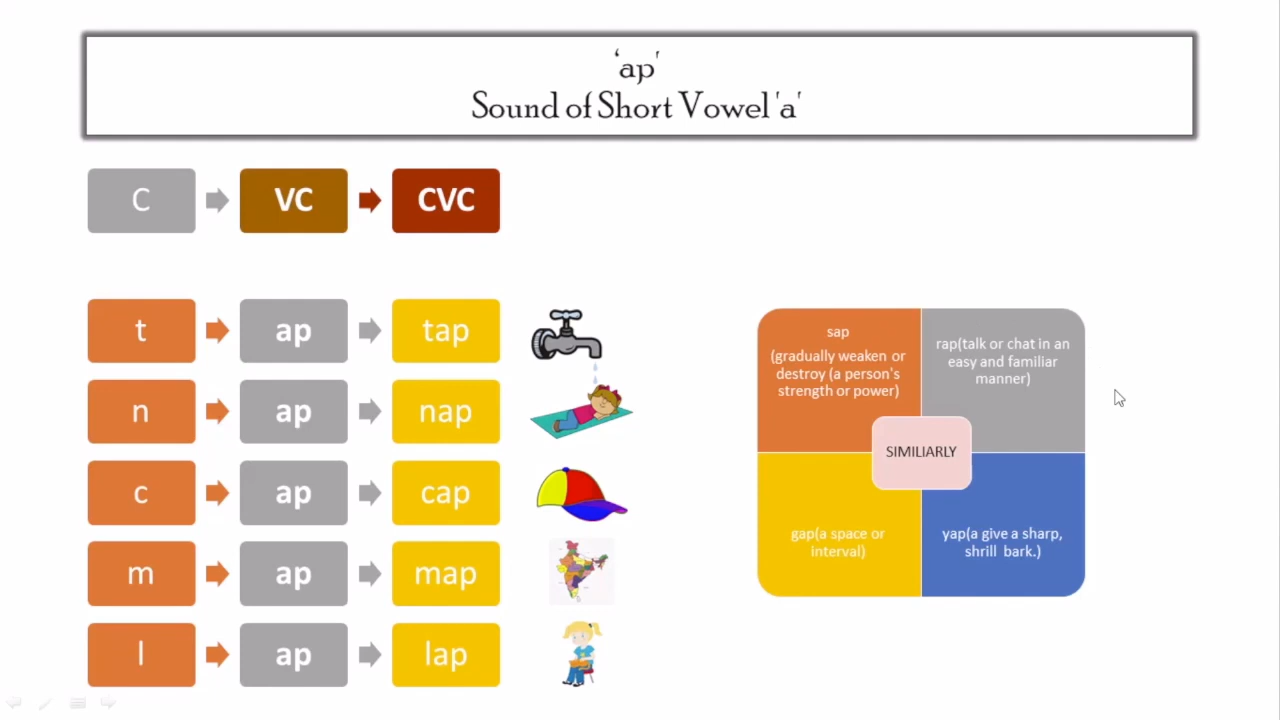 'ap'
Sound of Short Vowel 'a'
C VC CVC
t ap tap
n ap nap
c ap cap
m ap map
l ap lap
sap
(gradually weaken or
destroy (a person's
strength or power)
rap(talk or chat in an
easy and familiar
manner)
SIMILIARLY
gap(a space or
interval)
yap(a give a sharp,
shrill bark.)